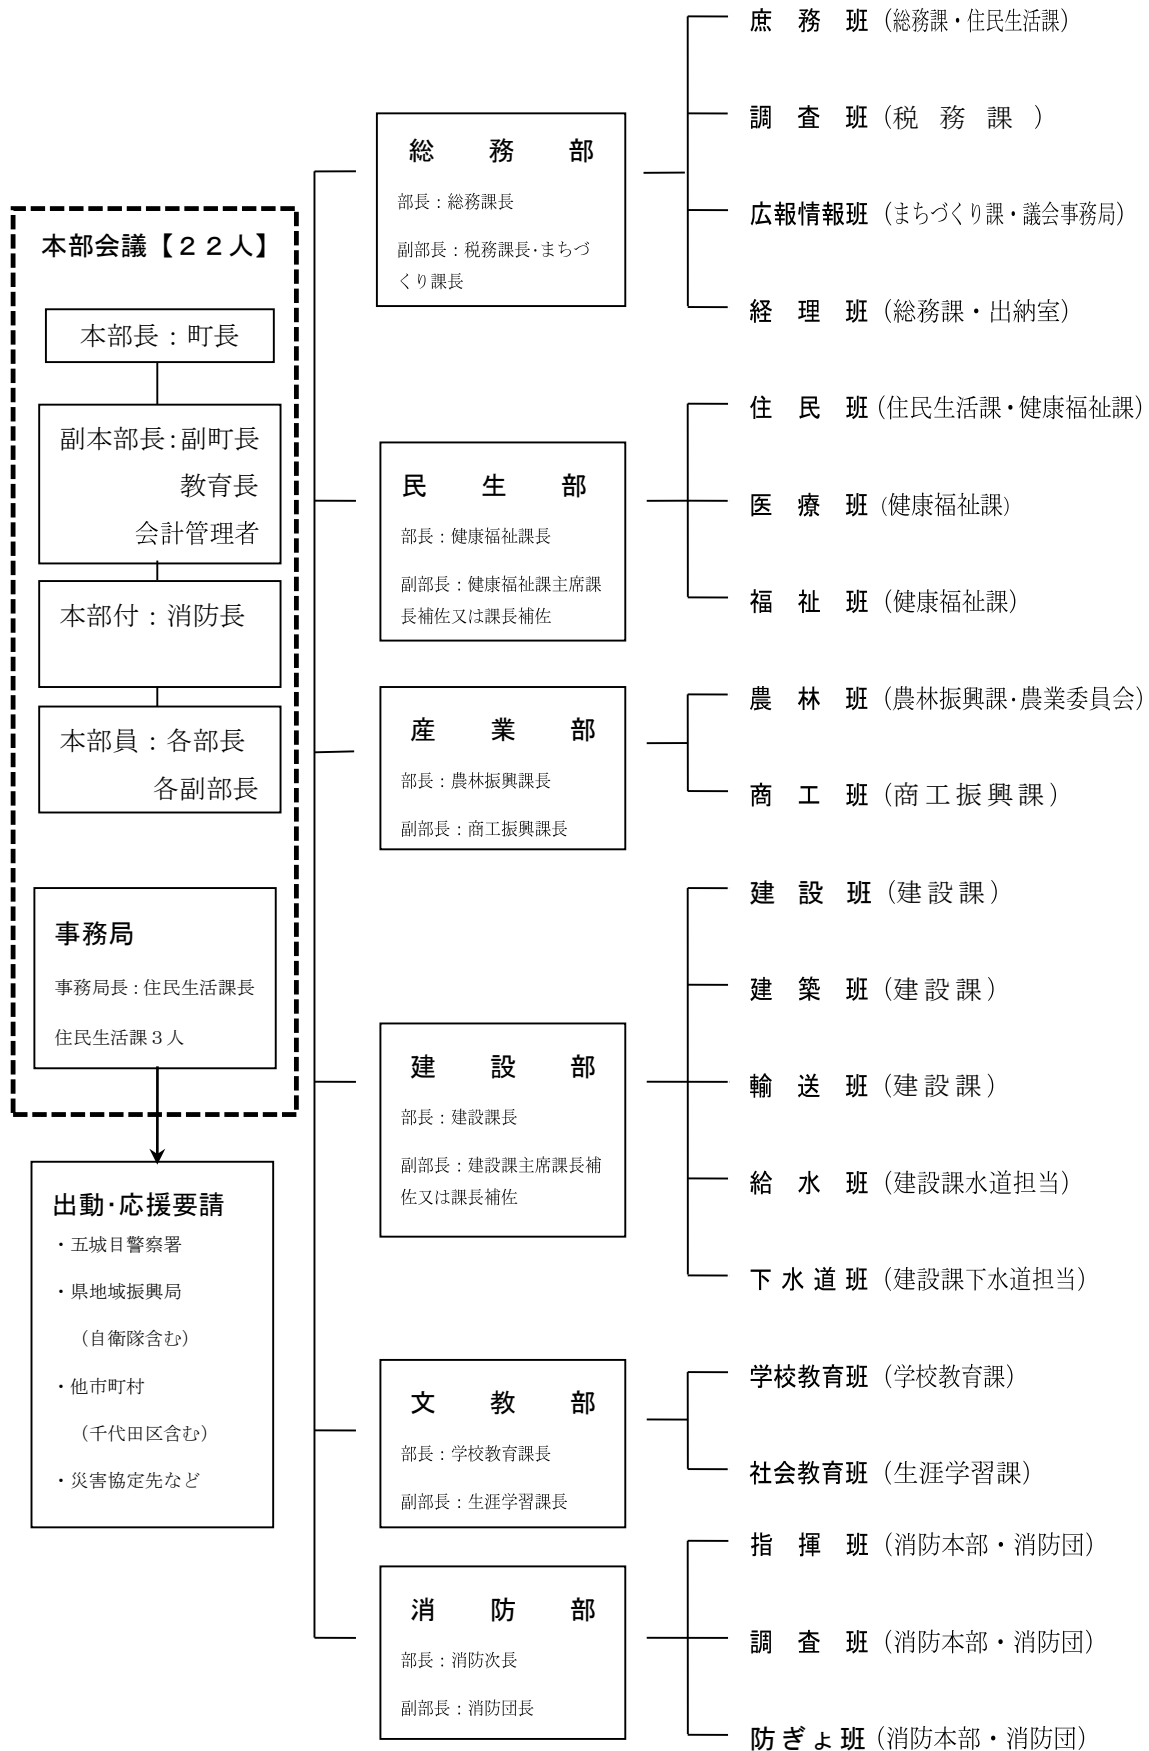 本部会議【２２人】
本部長：町長
副本部長：副町長
教育長
会計管理者
本部付：消防長
本部員：各部長
各副部長
事務局
事務局長：住民生活課長
住民生活課３人
出動･応援要請
・五城目警察署
・県地域振興局
（自衛隊含む）
・他市町村
（千代田区含む）
・災害協定先など
総務部
部長：総務課長
副部長：税務課長･まちづ
くり課長
庶務班（総務課・住民生活課）
調査班（税務課）
広報情報班（まちづくり課・議会事務局）
経理班（総務課・出納室）
民生部
部長：健康福祉課長
副部長：健康福祉課主席課
長補佐又は課長補佐
住民班（住民生活課・健康福祉課）
医療班（健康福祉課）
福祉班（健康福祉課）
産業部
部長：農林振興課長
副部長：商工振興課長
農林班（農林振興課･農業委員会）
商工班（商工振興課）
建設部
部長：建設課長
副部長：建設課主席課長補
佐又は課長補佐
建設班（建設課）
建築班（建設課）
輸送班（建設課）
給水班（建設課水道担当）
下水道班（建設課下水道担当）
文教部
部長：学校教育課長
副部長：生涯学習課長
学校教育班（学校教育課）
社会教育班（生涯学習課）
消防部
部長：消防次長
副部長：消防団長
指揮班（消防本部・消防団）
調査班（消防本部・消防団）
防ぎょ班（消防本部・消防団）